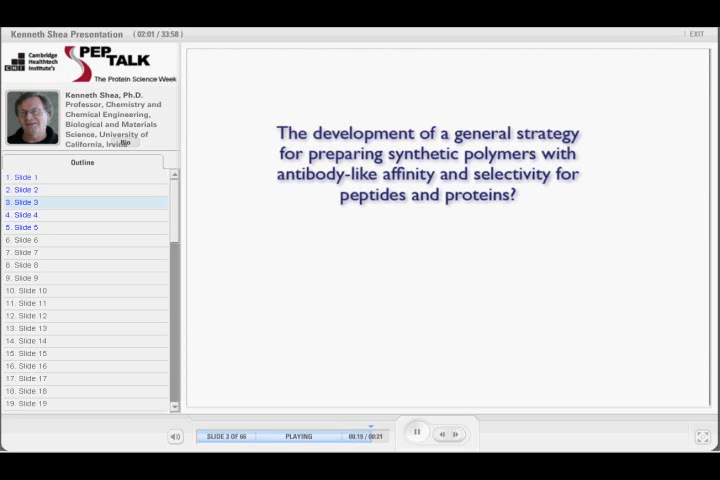 Kenneth Shea Presentation ( 02:01 / 33:58 )
EXIT
Cambridge
Healthtech
Institute's
CHI
PEP
TALK
The Protein Science Week
Kenneth Shea, Ph.D.
Professor, Chemistry and
Chemical Engineering,
Biological and Materials
Science, University of
California, Irvine
Bio
Outline
1. Slide 1
2. Slide 2
3. Slide 3
4. Slide 4
5. Slide 5
6. Slide 6
7. Slide 7
8. Slide 8
9. Slide 9
10. Slide 10
11. Slide 11
12. Slide 12
13. Slide 13
14. Slide 14
15. Slide 15
16. Slide 16
17. Slide 17
18. Slide 18
19. Slide 19
The development of a general strategy
for preparing synthetic polymers with
antibody-like affinity and selectivity for
peptides and proteins?
SLIDE 3 OF 66 PLAYING 00:19 / 00:21